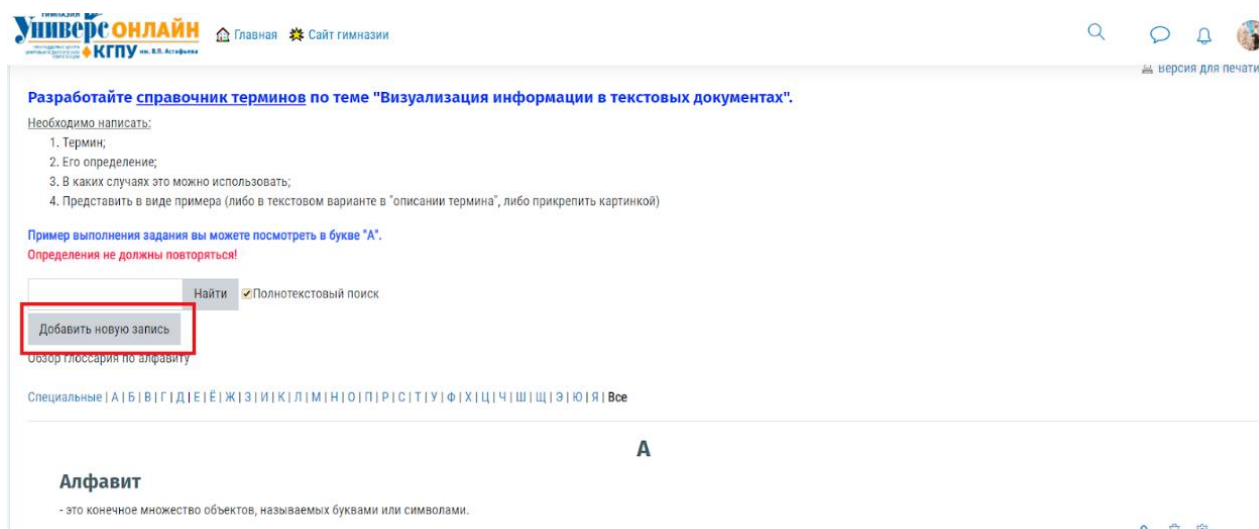 Универс ОНЛАЙН
КГПУ им. В.П. Астафьева
Главная Сайт гимназии
Версия для печати
Разработайте справочник терминов по теме "Визуализация информации в текстовых документах".
Необходимо написать:
1. Термин;
2. Его определение;
3. В каких случаях это можно использовать;
4. Представить в виде примера (либо в текстовом варианте в "описании термина", либо прикрепить картинкой)
Пример выполнения задания вы можете посмотреть в букве "А".
Определения не должны повторяться!
Найти Полнотекстовый поиск
Добавить новую запись
Обзор глоссария по алфавиту
Специальные | А | Б | В | Г | Д | Е | Ё | Ж | З | И | К | Л | М | Н | О | П | Р | С | Т | У | Ф | Х | Ц | Ч | Ш | Щ | Э | Ю | Я | Все
А
Алфавит
- это конечное множество объектов, называемых буквами или символами.